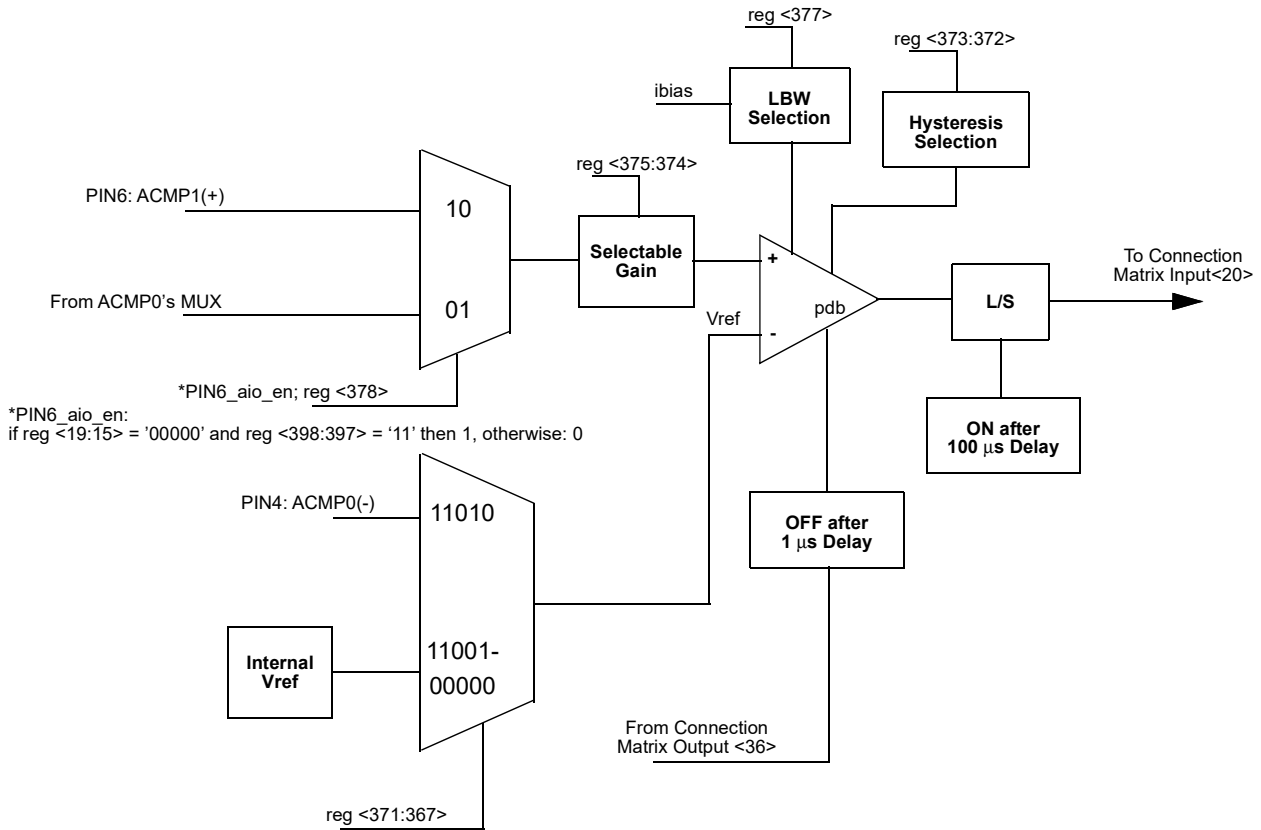 reg <377>
reg <373:372>
ibias
LBW
Selection
Hysteresis
Selection
reg <375:374>
PIN6: ACMP1(+)
10
Selectable
Gain
+
To Connection
Matrix Input<20>
From ACMP0's MUX
01
Vref
-
pdb
L/S
*PIN6_aio_en; reg <378>
*PIN6_aio_en:
if reg <19:15> = ’00000’ and reg <398:397> = ‘11’ then 1, otherwise: 0
ON after
100 μs Delay
PIN4: ACMP0(-)
11010
OFF after
1 μs Delay
Internal
Vref
11001-
00000
From Connection
Matrix Output <36>
reg <371:367>